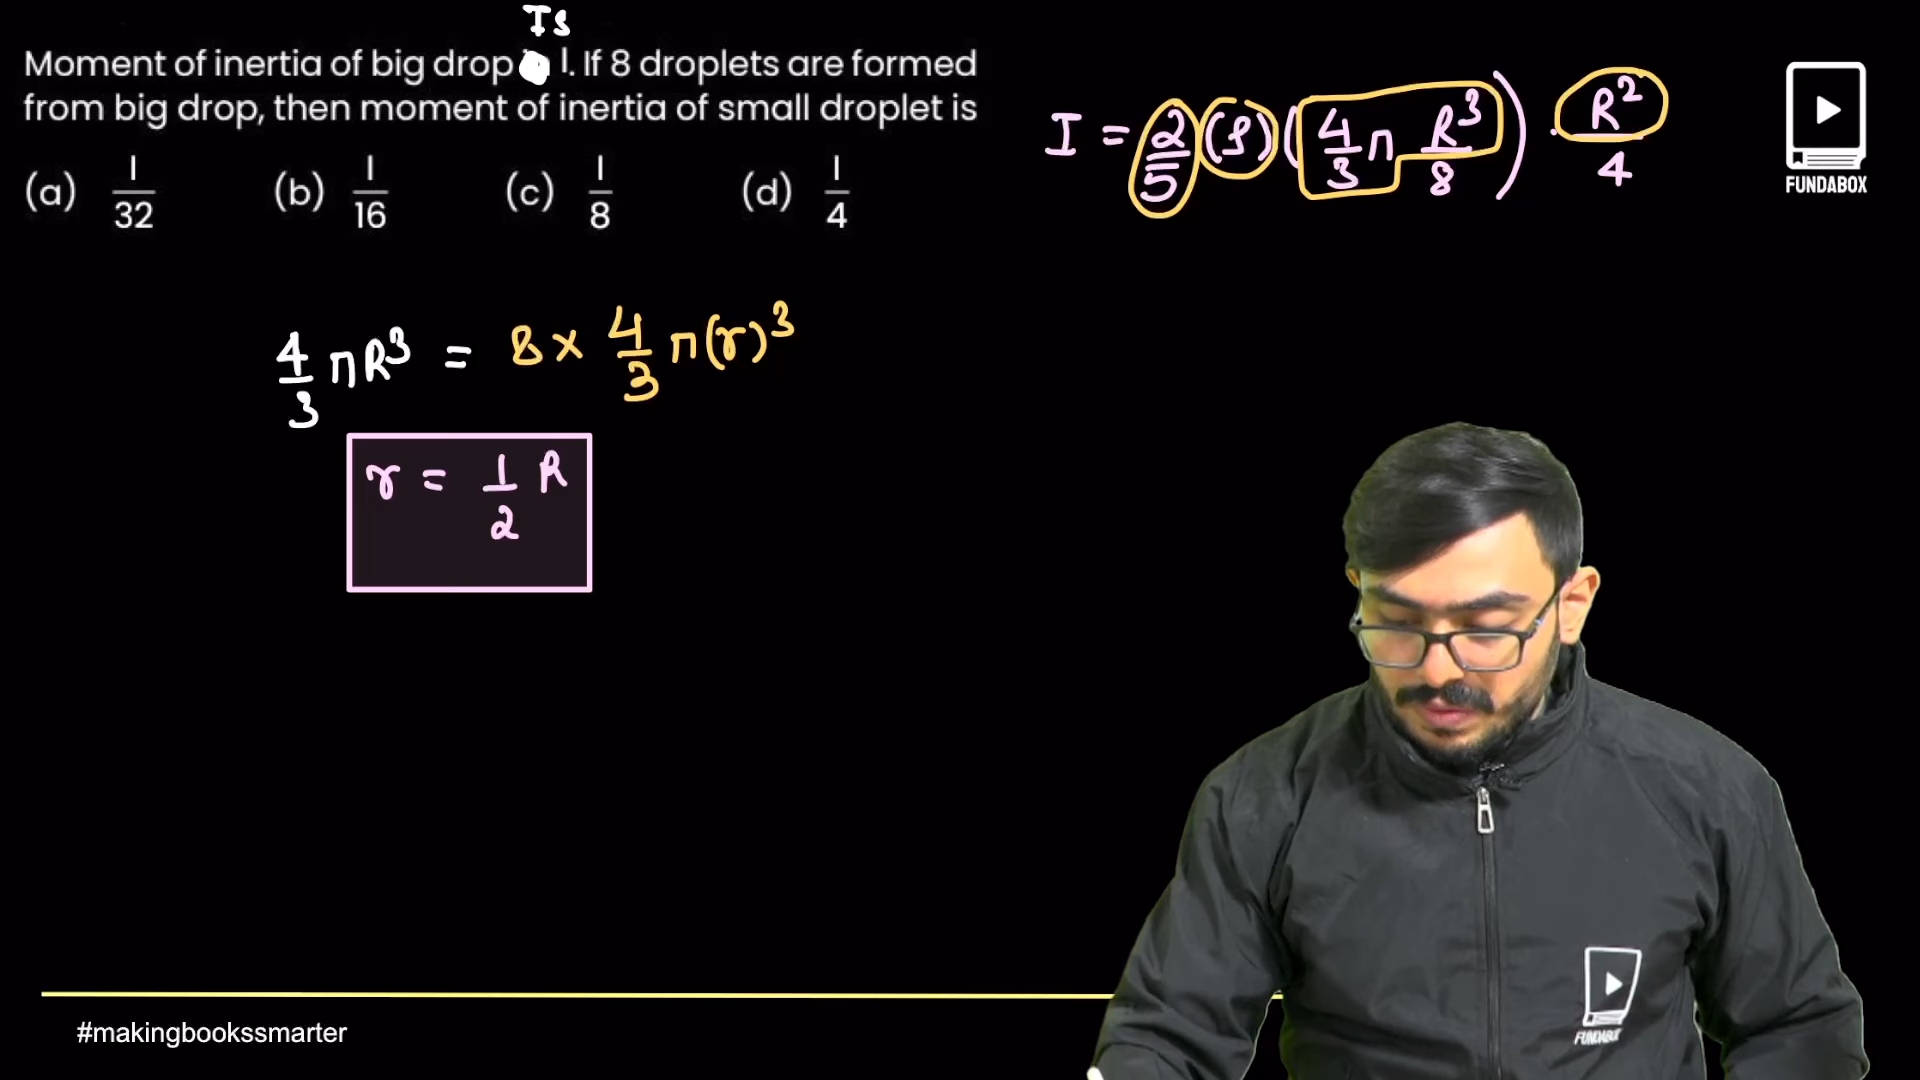 Is
Moment of inertia of big drop I. If 8 droplets are formed
from big drop, then moment of inertia of small droplet is
(a) I/32 (b) I/16 (c) I/8 (d) I/4
I = 2/5 (ρ) (4/3 π R³/8) · R²/4
FUNDABOX
4/3 πR³ = 8 × 4/3 π(r)³
r = 1/2 R
FUNDABOX
#makingbookssmarter